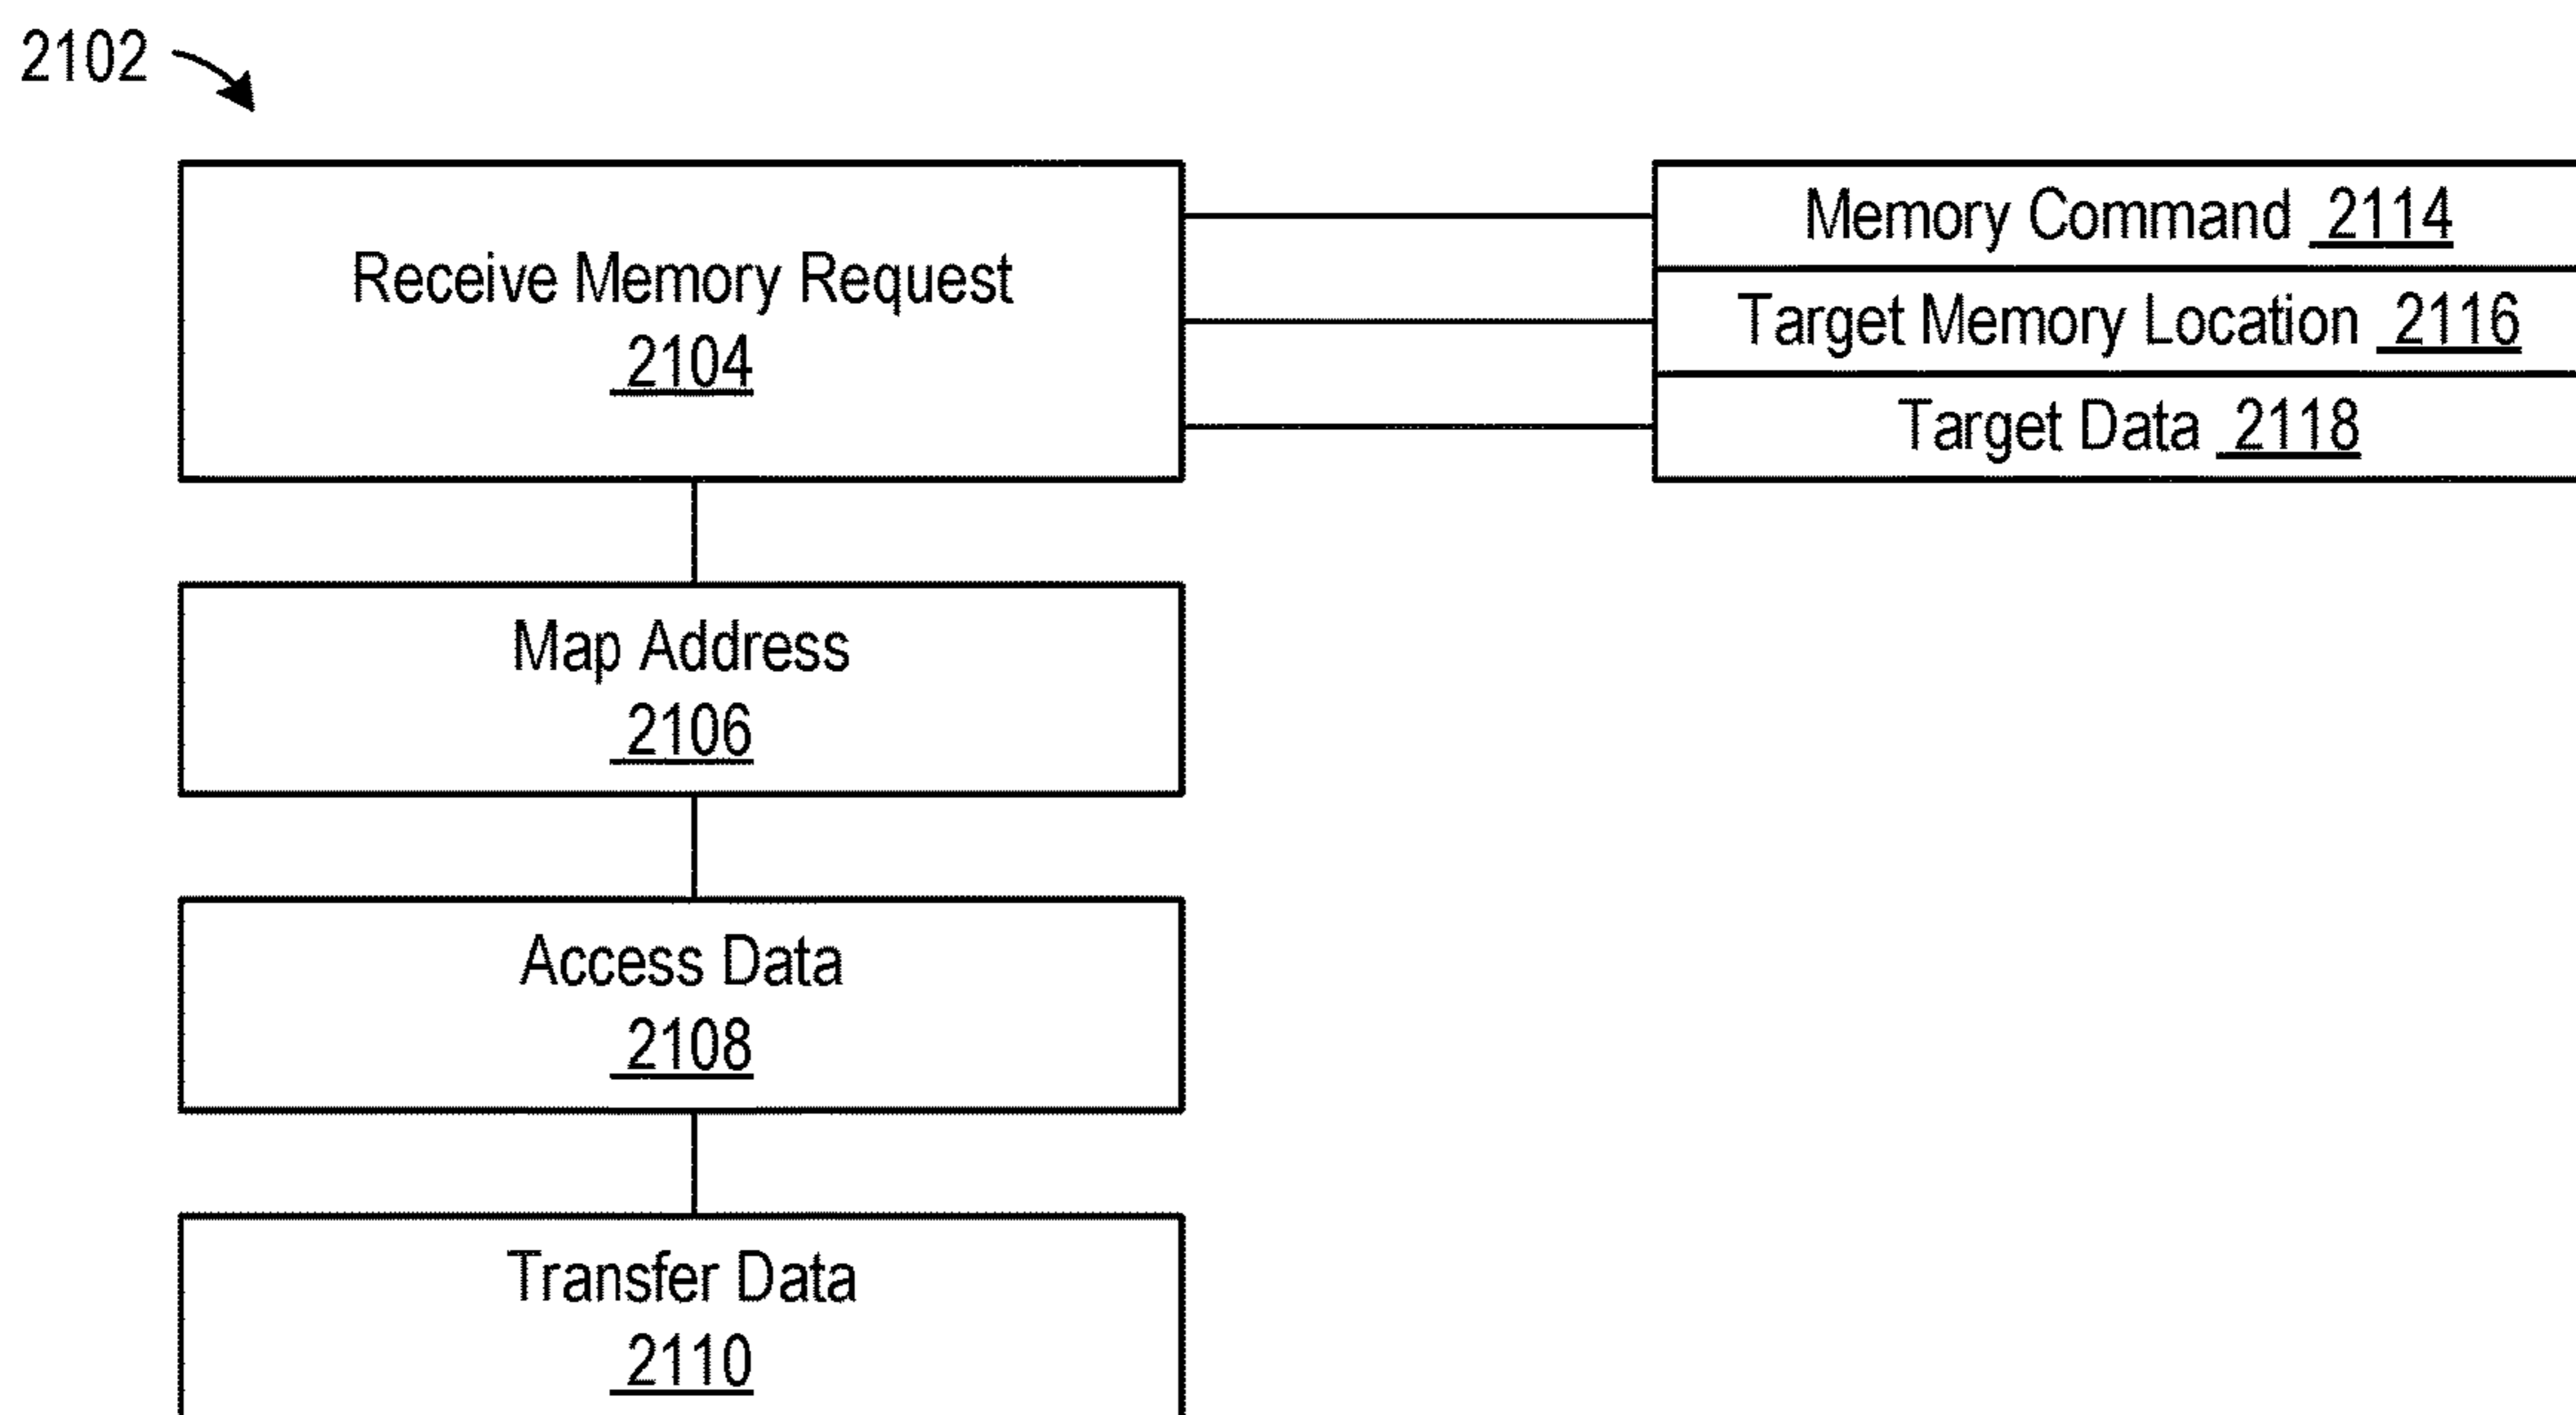 2102
Receive Memory Request
2104
Memory Command 2114
Target Memory Location 2116
Target Data 2118
Map Address
2106
Access Data
2108
Transfer Data
2110